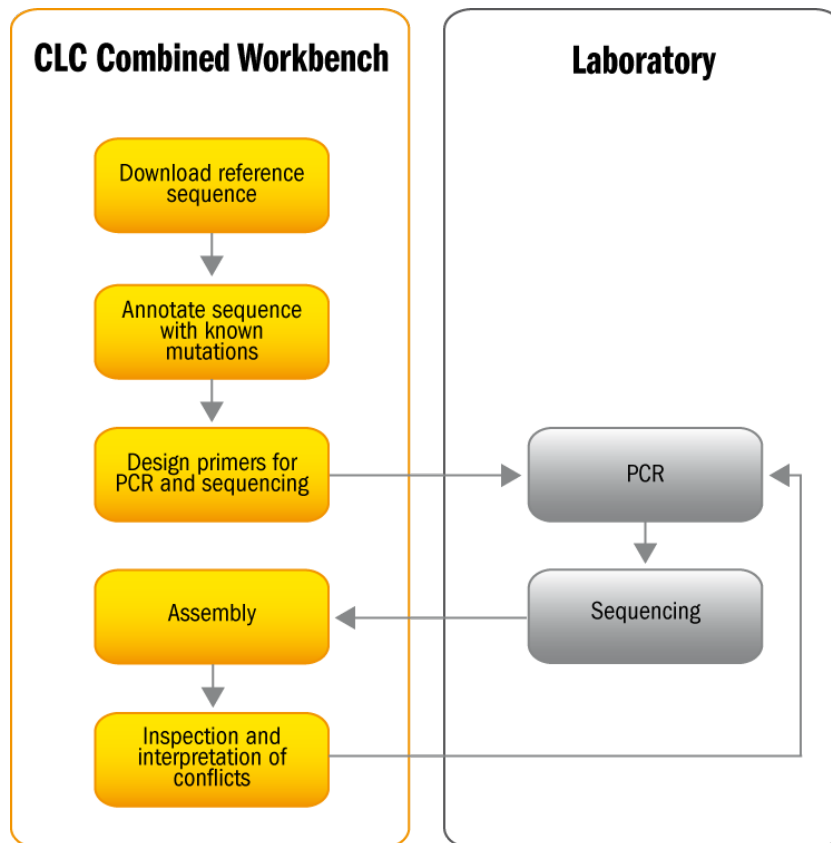 CLC Combined Workbench
Laboratory
Download reference
sequence
Annotate sequence
with known
mutations
Design primers for
PCR and sequencing
PCR
Assembly
Sequencing
Inspection and
interpretation of
conflicts